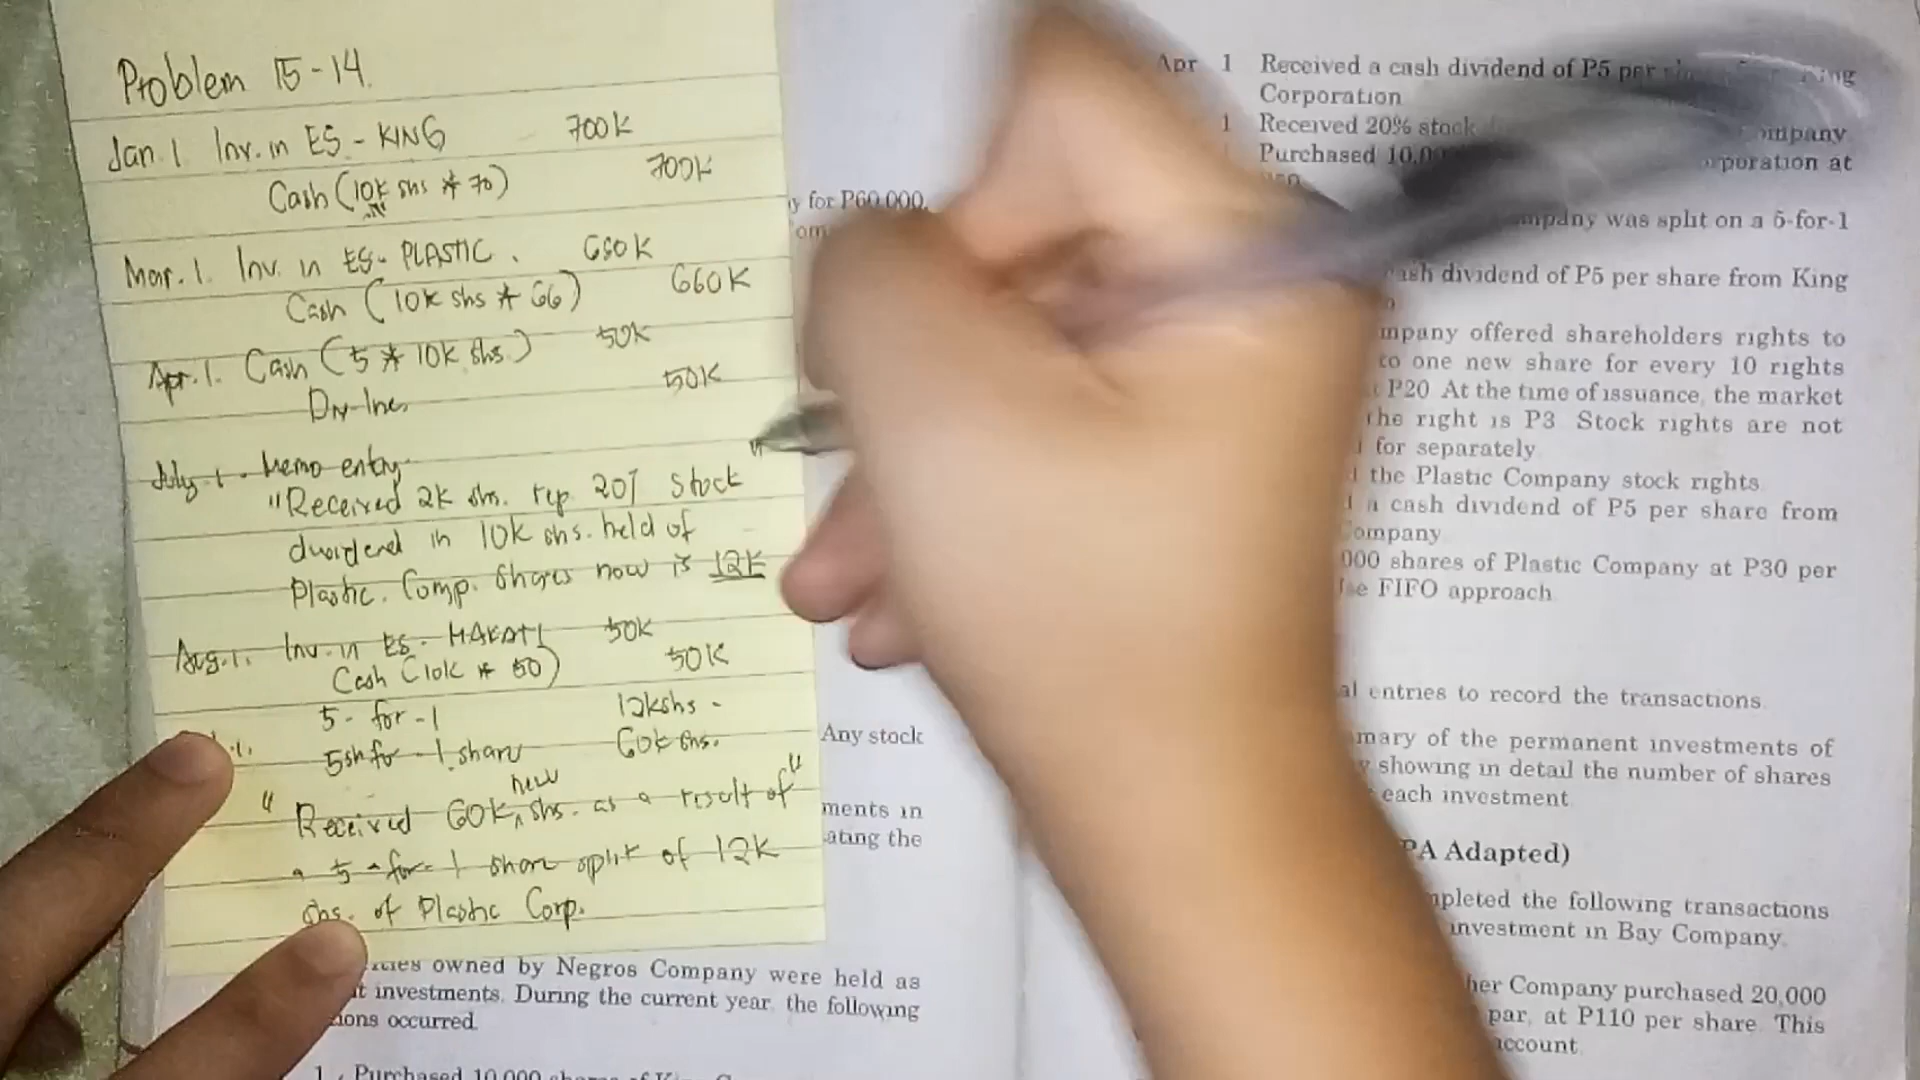 Problem 15-14.
Jan. 1. Inv. in ES - KING 700K
Cash (10K shs * 70) 700K
Mar. 1. Inv. in ES - PLASTIC. 660K
Cash (10K shs * 66) 660K
Apr. 1. Cash (5 * 10K shs) 50K
50K
July 1. Memo entry
"Received 2K shs. rep 20% stock "
dividend in 10K shs. held of
Plastic. Comp. Shares now is 12K
Aug. 1. Inv. in ES - MAKATI 50K
Cash (10K * 50) 50K
5 - for - 1 12K shs -
5 sh for 1 share 60K shs.
new
" Received 60K shs. as a result of "
a 5 - for - 1 share split of 12K
shs. of Plastic Corp.
y for P60,000.
Any stock
ments in
ating the
rities owned by Negros Company were held as
t investments. During the current year, the following
tions occurred.
1 Purchased 10,000 shares of
Apr 1 Received a cash dividend of P5 per
Corporation
1 Received 20% stock ompany
Purchased 10,00 rporation at
mpany was split on a 5-for-1
ash dividend of P5 per share from King
mpany offered shareholders rights to
to one new share for every 10 rights
P20. At the time of issuance, the market
the right is P3. Stock rights are not
for separately
the Plastic Company stock rights
a cash dividend of P5 per share from
ompany
000 shares of Plastic Company at P30 per
he FIFO approach
al entries to record the transactions.
mary of the permanent investments of
y showing in detail the number of shares
each investment
PA Adapted)
mpleted the following transactions
investment in Bay Company.
her Company purchased 20,000
par, at P110 per share. This
account.